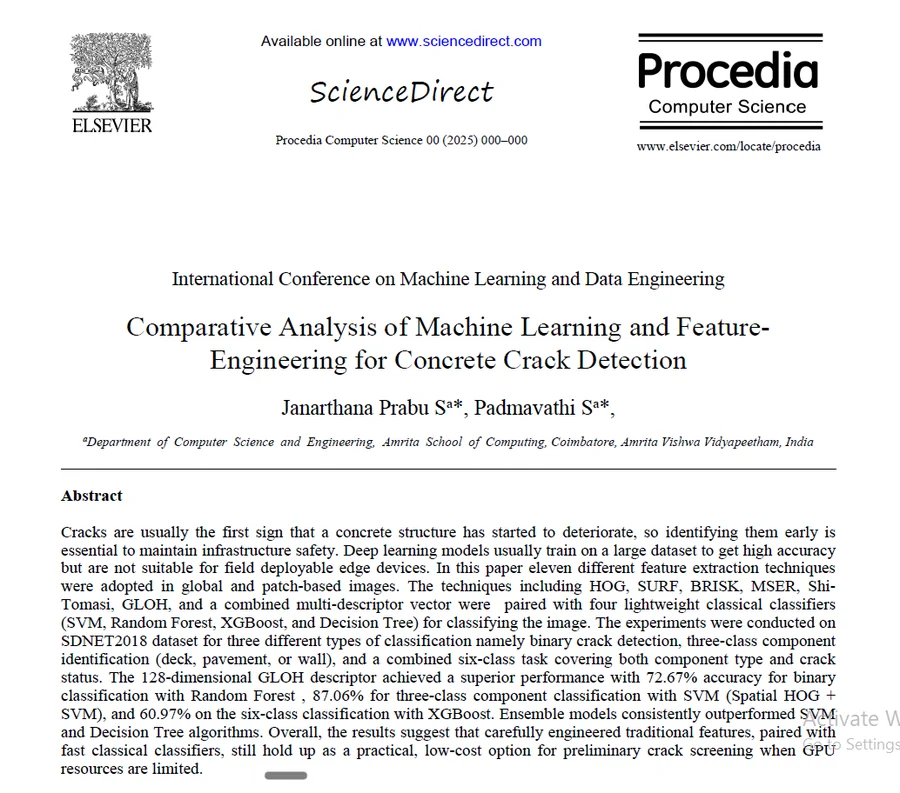 ELSEVIER
Available online at www.sciencedirect.com
ScienceDirect
Procedia Computer Science 00 (2025) 000–000
Procedia
Computer Science
www.elsevier.com/locate/procedia
International Conference on Machine Learning and Data Engineering
Comparative Analysis of Machine Learning and Feature-
Engineering for Concrete Crack Detection
Janarthana Prabu Sᵃ*, Padmavathi Sᵃ*,
ᵃDepartment of Computer Science and Engineering, Amrita School of Computing, Coimbatore, Amrita Vishwa Vidyapeetham, India
Abstract
Cracks are usually the first sign that a concrete structure has started to deteriorate, so identifying them early is
essential to maintain infrastructure safety. Deep learning models usually train on a large dataset to get high accuracy
but are not suitable for field deployable edge devices. In this paper eleven different feature extraction techniques
were adopted in global and patch-based images. The techniques including HOG, SURF, BRISK, MSER, Shi-
Tomasi, GLOH, and a combined multi-descriptor vector were paired with four lightweight classical classifiers
(SVM, Random Forest, XGBoost, and Decision Tree) for classifying the image. The experiments were conducted on
SDNET2018 dataset for three different types of classification namely binary crack detection, three-class component
identification (deck, pavement, or wall), and a combined six-class task covering both component type and crack
status. The 128-dimensional GLOH descriptor achieved a superior performance with 72.67% accuracy for binary
classification with Random Forest , 87.06% for three-class component classification with SVM (Spatial HOG +
SVM), and 60.97% on the six-class classification with XGBoost. Ensemble models consistently outperformed SVM
and Decision Tree algorithms. Overall, the results suggest that carefully engineered traditional features, paired with
fast classical classifiers, still hold up as a practical, low-cost option for preliminary crack screening when GPU
resources are limited.
Activate W
Go to Settings